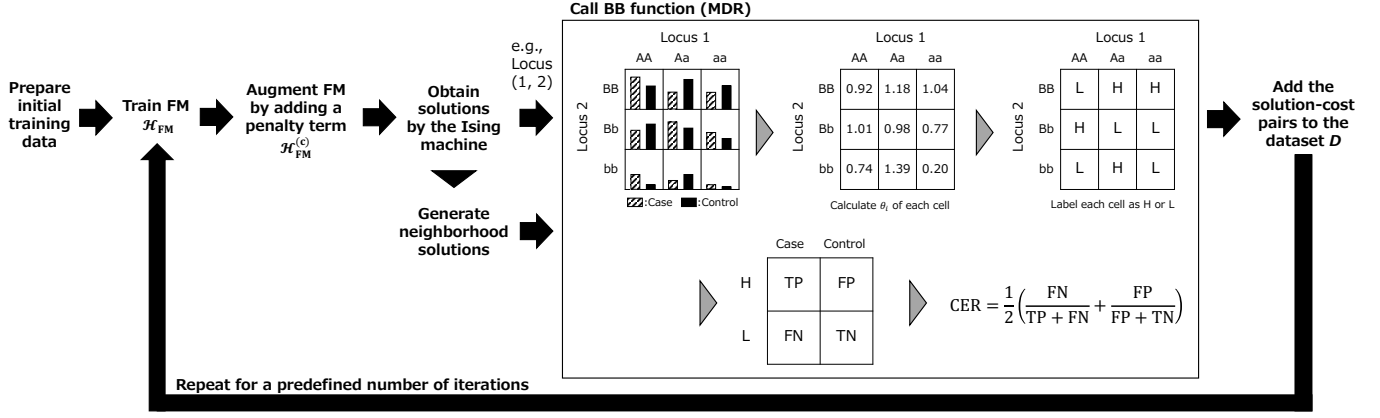 Call BB function (MDR)
Prepare
initial
training
data
Train FM
ℋ_FM
Augment FM
by adding a
penalty term
ℋ_FM^(c)
Obtain
solutions
by the Ising
machine
Generate
neighborhood
solutions
e.g.,
Locus
(1, 2)
Locus 1
AA Aa aa
Locus 2
BB
Bb
bb
:Case :Control
Locus 1
AA Aa aa
Locus 2
BB 0.92 1.18 1.04
Bb 1.01 0.98 0.77
bb 0.74 1.39 0.20
Calculate θ_i of each cell
Locus 1
AA Aa aa
Locus 2
BB L H H
Bb H L L
bb L H L
Label each cell as H or L
Case Control
H TP FP
L FN TN
CER = 1/2 (FN/(TP + FN) + FP/(FP + TN))
Add the
solution-cost
pairs to the
dataset D
Repeat for a predefined number of iterations